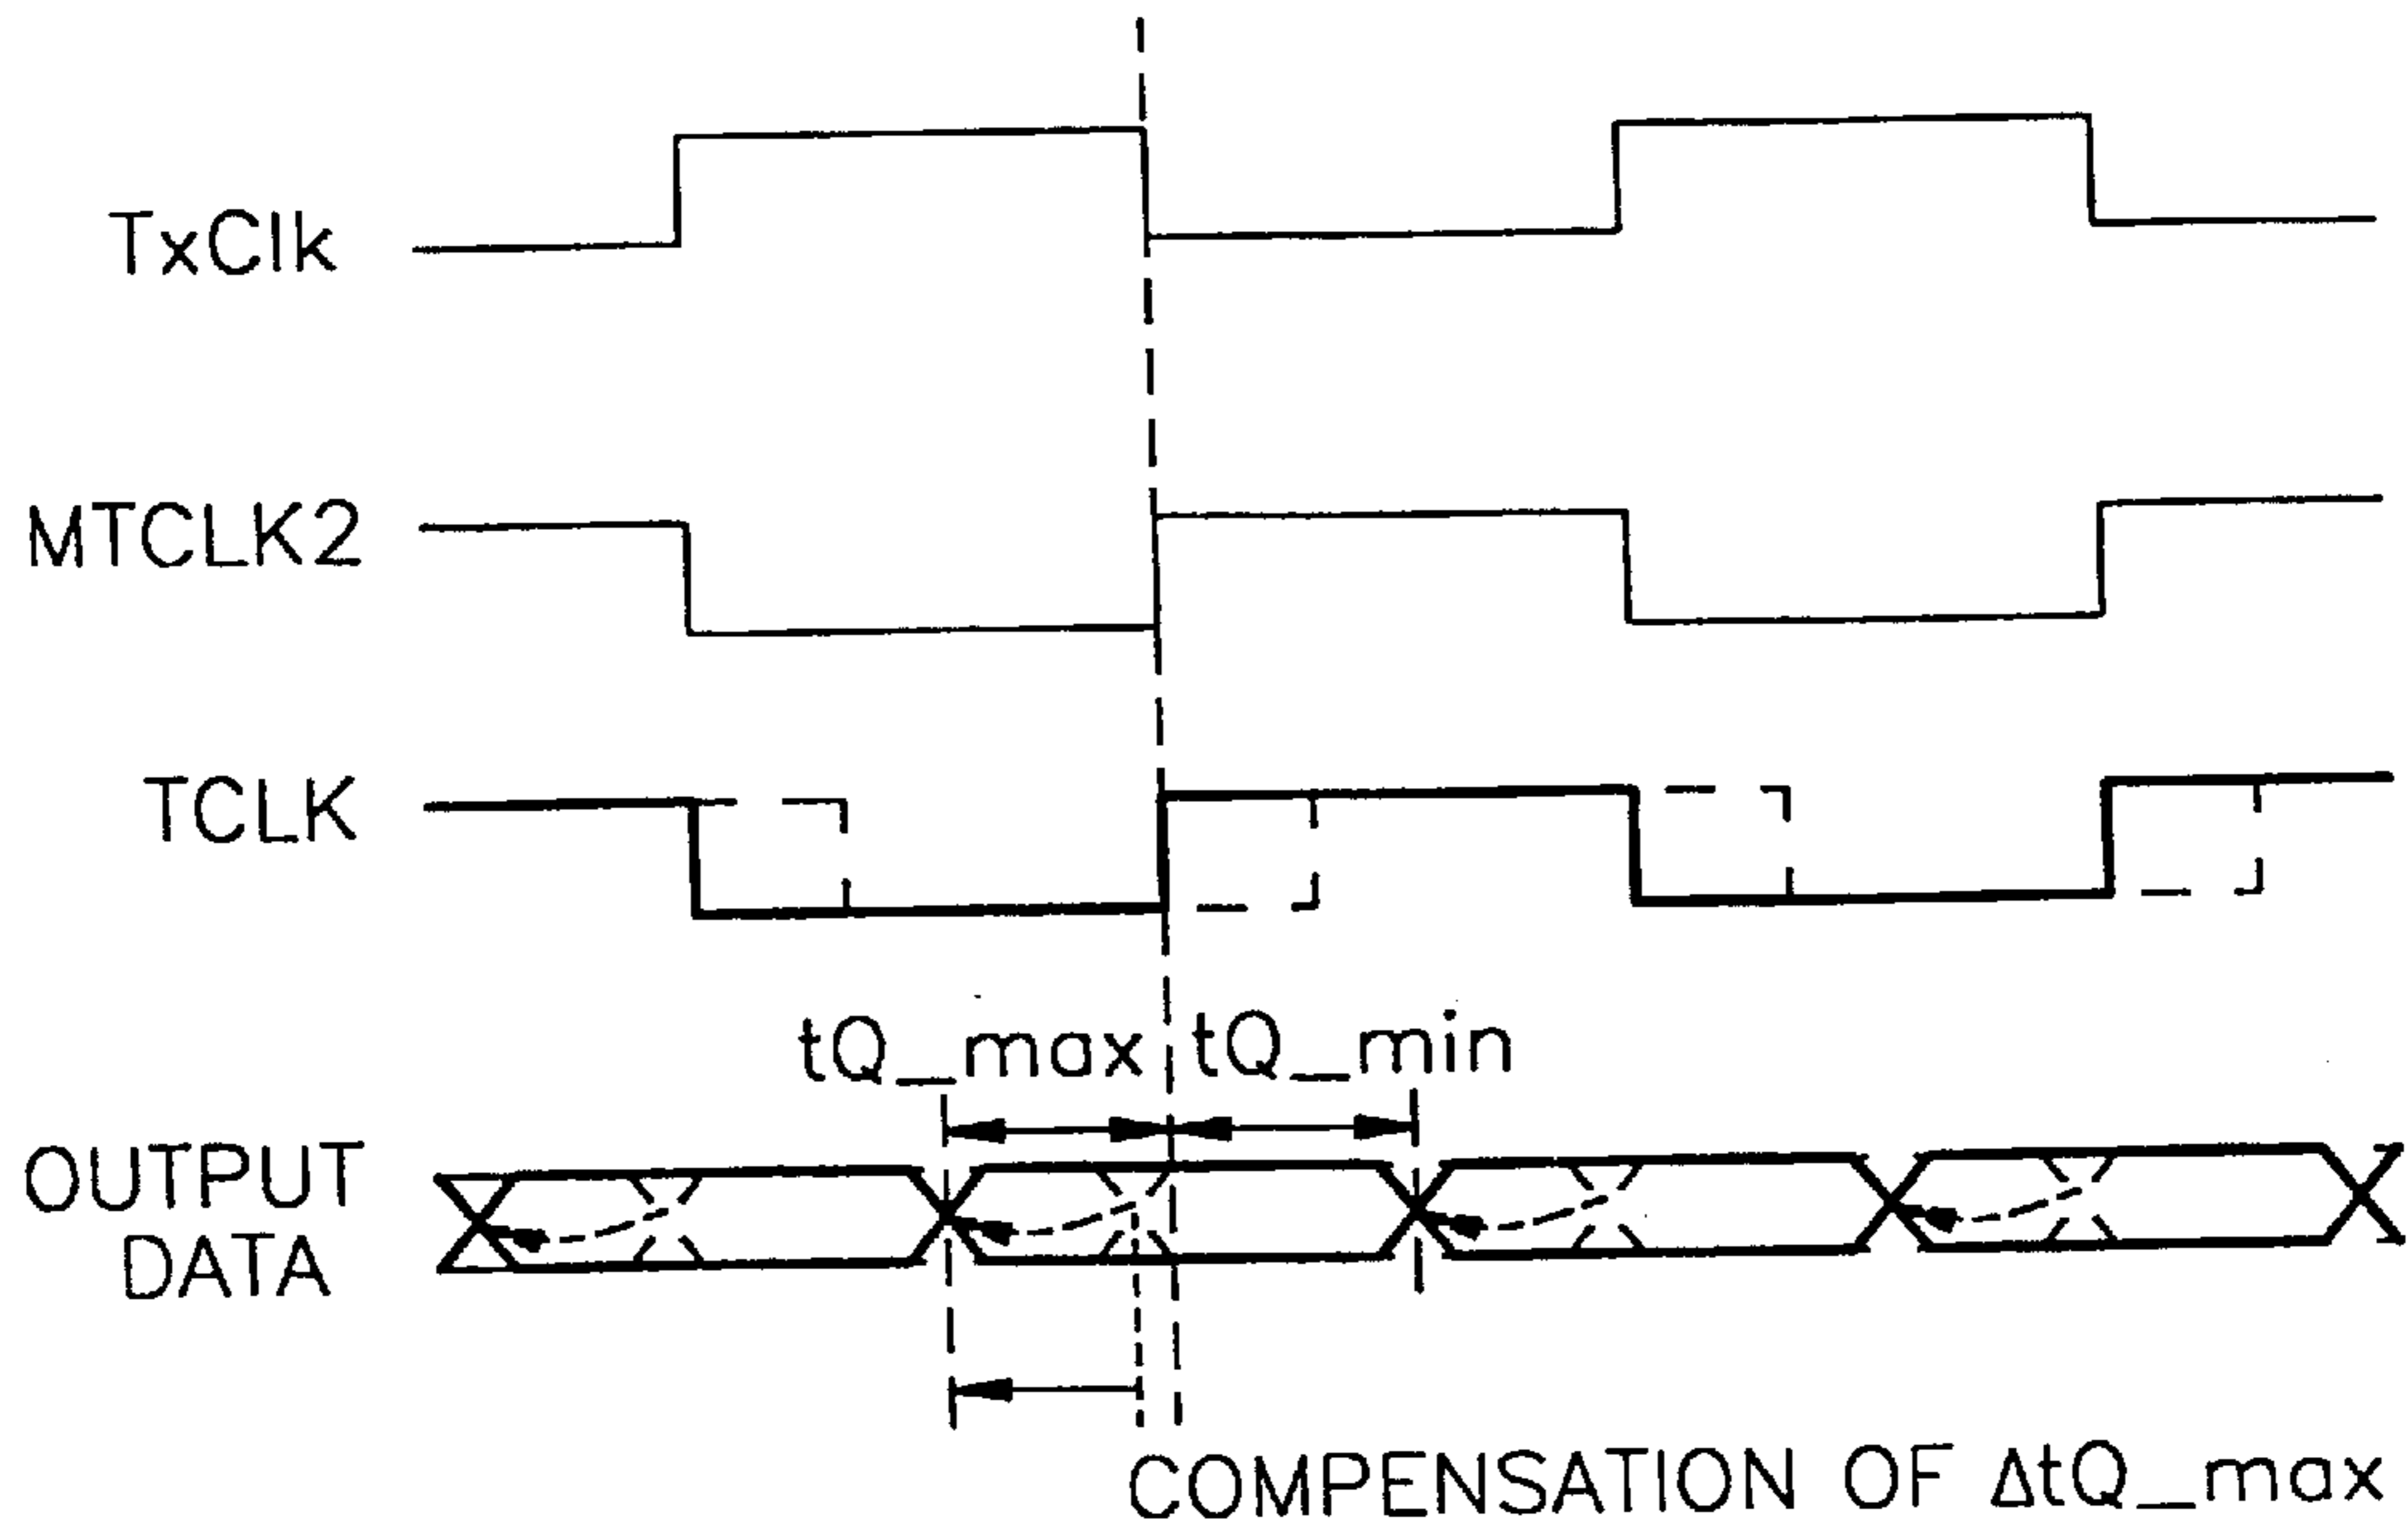 TxClk
MTCLK2
TCLK
tQ_max tQ_min
OUTPUT
DATA
COMPENSATION OF ΔtQ_max